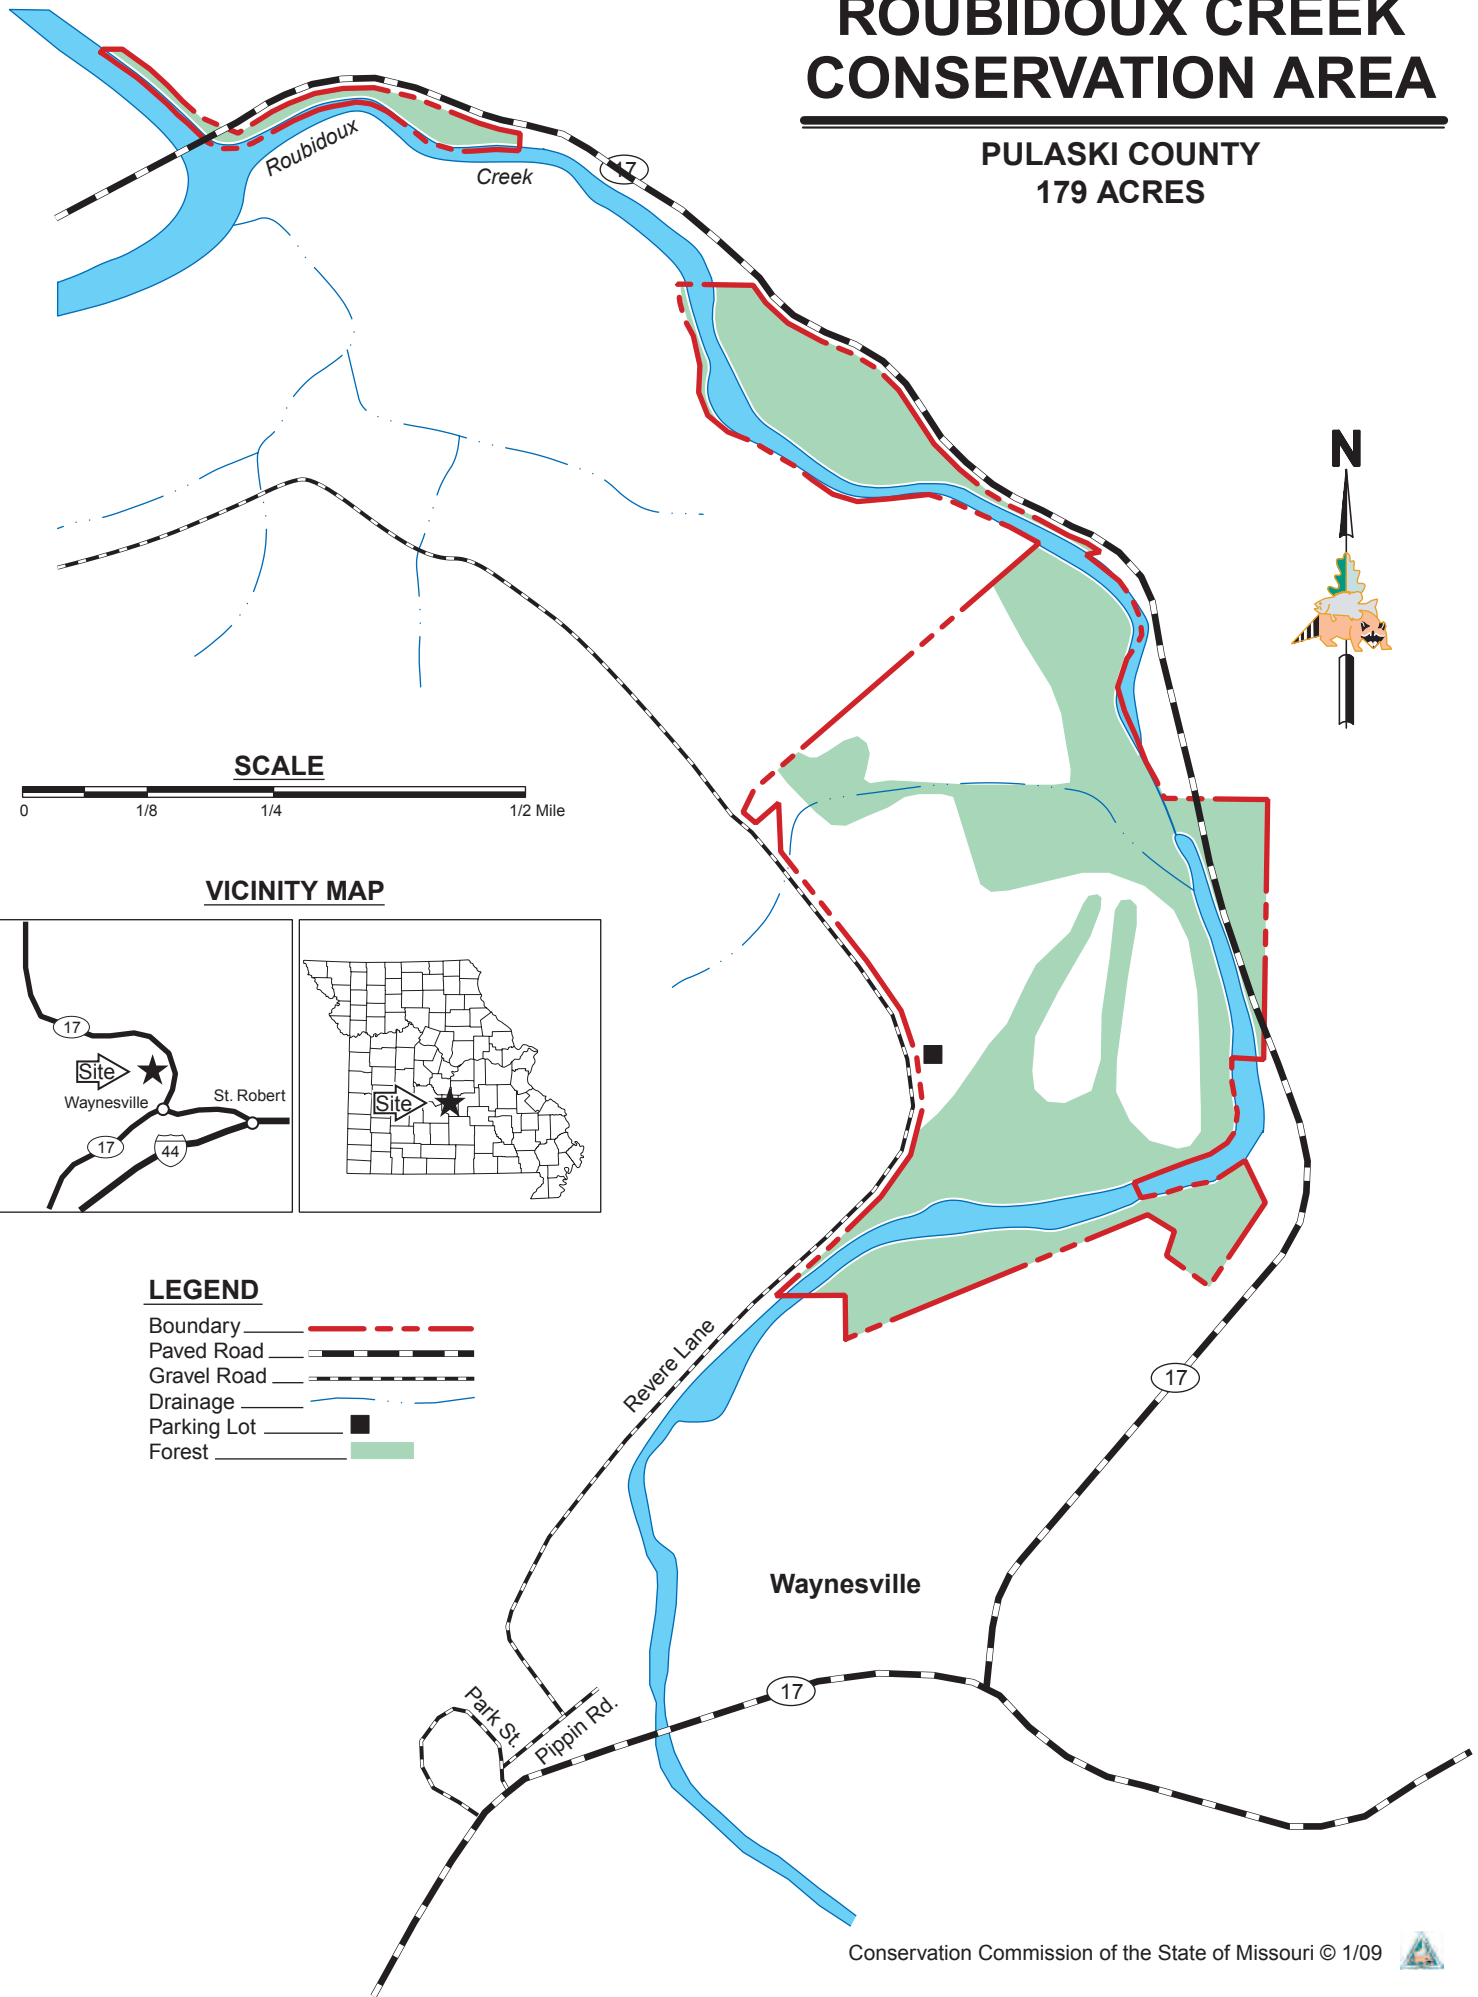 ROUBIDOUX CREEK
CONSERVATION AREA
PULASKI COUNTY
179 ACRES
Roubidoux
Creek
17
N
SCALE
0 1/8 1/4 1/2 Mile
VICINITY MAP
17
Site
Waynesville
St. Robert
17
44
Site
LEGEND
Boundary
Paved Road
Gravel Road
Drainage
Parking Lot
Forest
Revere Lane
17
Waynesville
17
Park St.
Pippin Rd.
Conservation Commission of the State of Missouri © 1/09